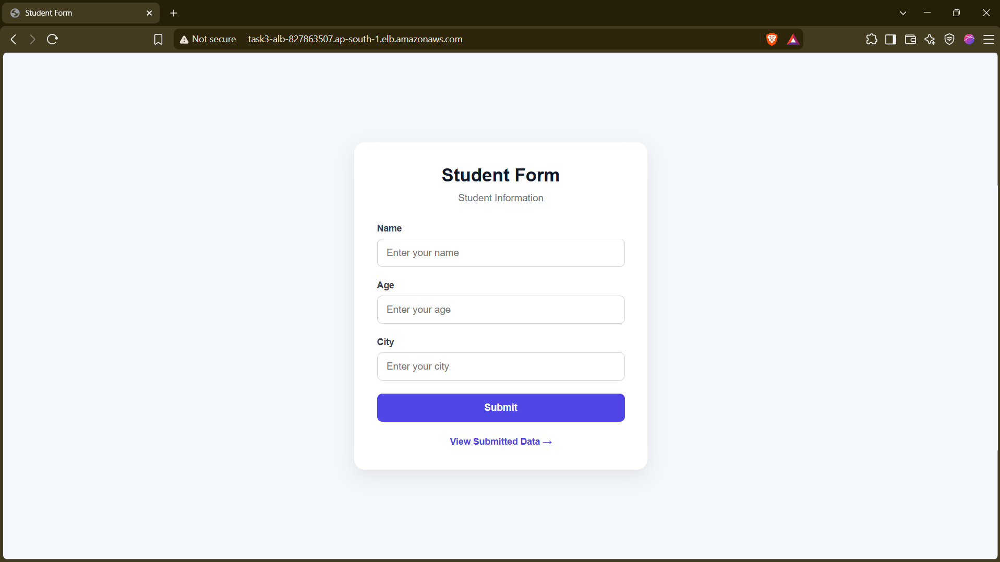 Student Form
Not secure task3-alb-827863507.ap-south-1.elb.amazonaws.com
Student Form
Student Information
Name
Enter your name
Age
Enter your age
City
Enter your city
Submit
View Submitted Data →